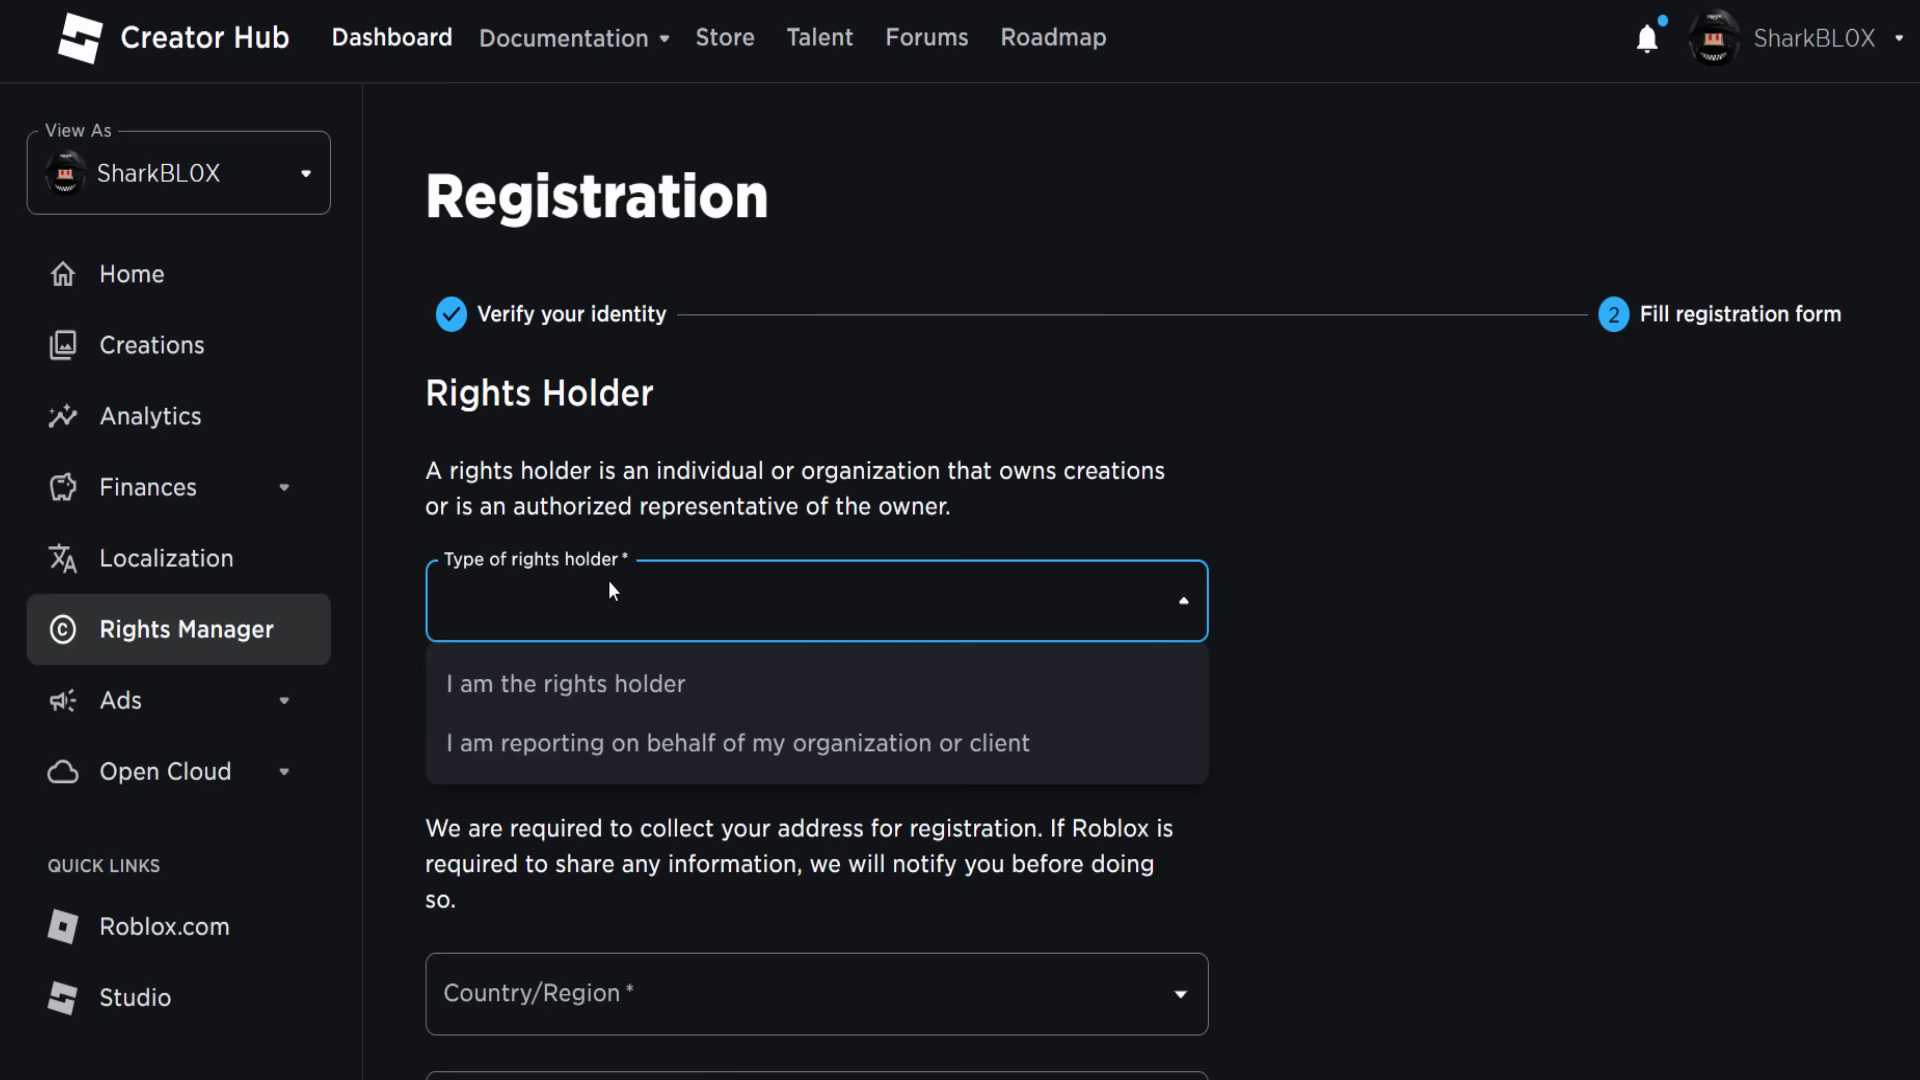 Creator Hub
Dashboard
Documentation
Store
Talent
Forums
Roadmap
SharkBL0X
View As
SharkBL0X
Home
Creations
Analytics
Finances
Localization
Rights Manager
Ads
Open Cloud
QUICK LINKS
Roblox.com
Studio
Registration
Verify your identity
2 Fill registration form
Rights Holder
A rights holder is an individual or organization that owns creations
or is an authorized representative of the owner.
Type of rights holder *
I am the rights holder
I am reporting on behalf of my organization or client
We are required to collect your address for registration. If Roblox is
required to share any information, we will notify you before doing
so.
Country/Region *